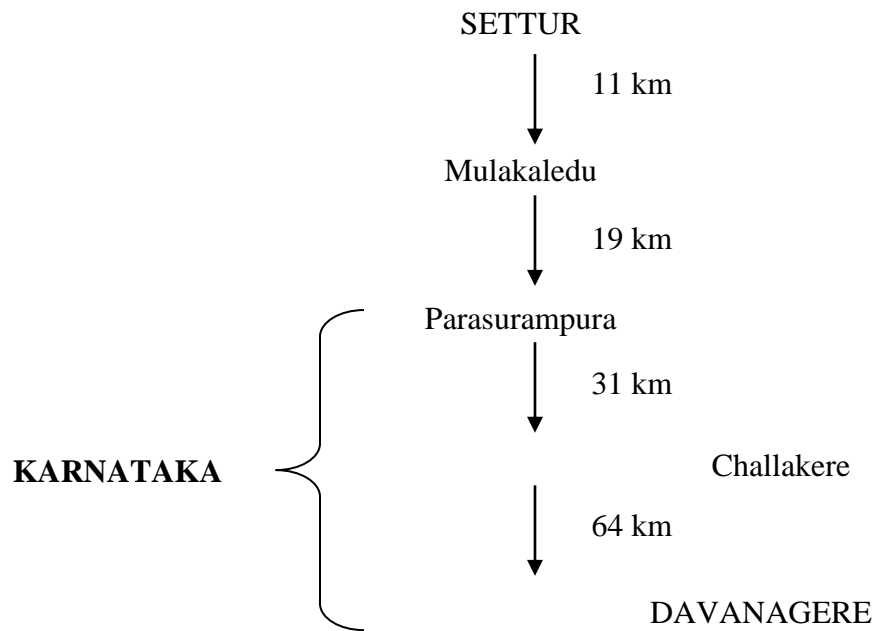 SETTUR
11 km
Mulakaledu
19 km
Parasurampura
31 km
KARNATAKA
Challakere
64 km
DAVANAGERE